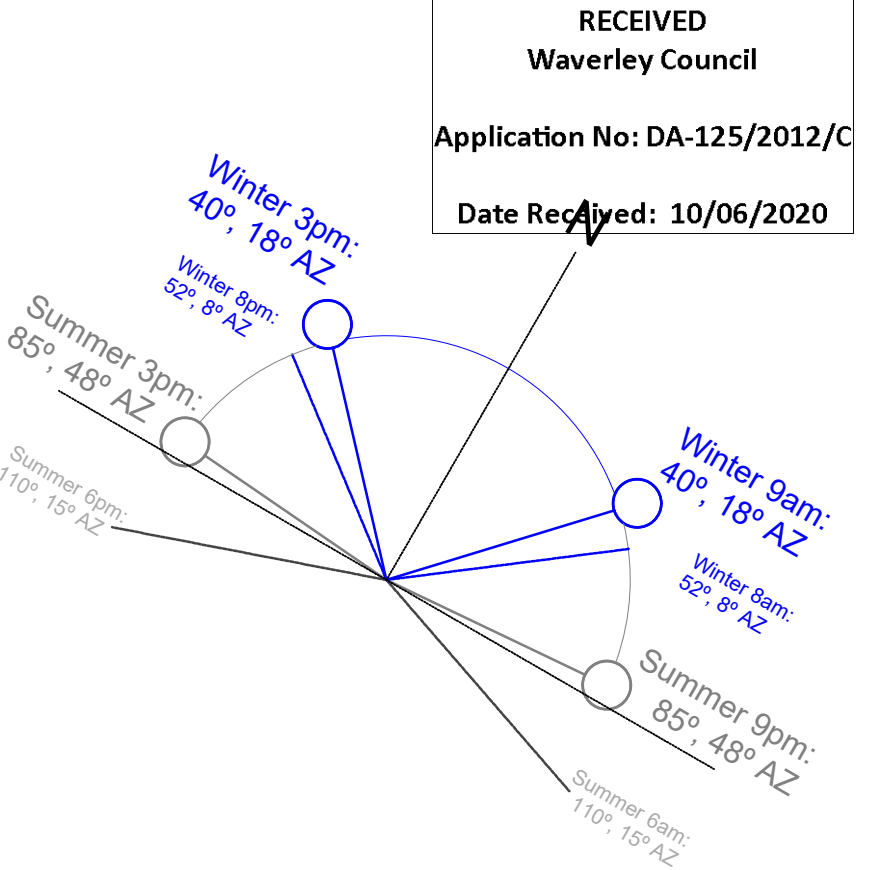 RECEIVED
Waverley Council
Application No: DA-125/2012/C
Date Received: 10/06/2020
N
Winter 3pm:
40º, 18º AZ
Winter 8pm:
52º, 8º AZ
Summer 3pm:
85º, 48º AZ
Summer 6pm:
110º, 15º AZ
Winter 9am:
40º, 18º AZ
Winter 8am:
52º, 8º AZ
Summer 9pm:
85º, 48º AZ
Summer 6am:
110º, 15º AZ